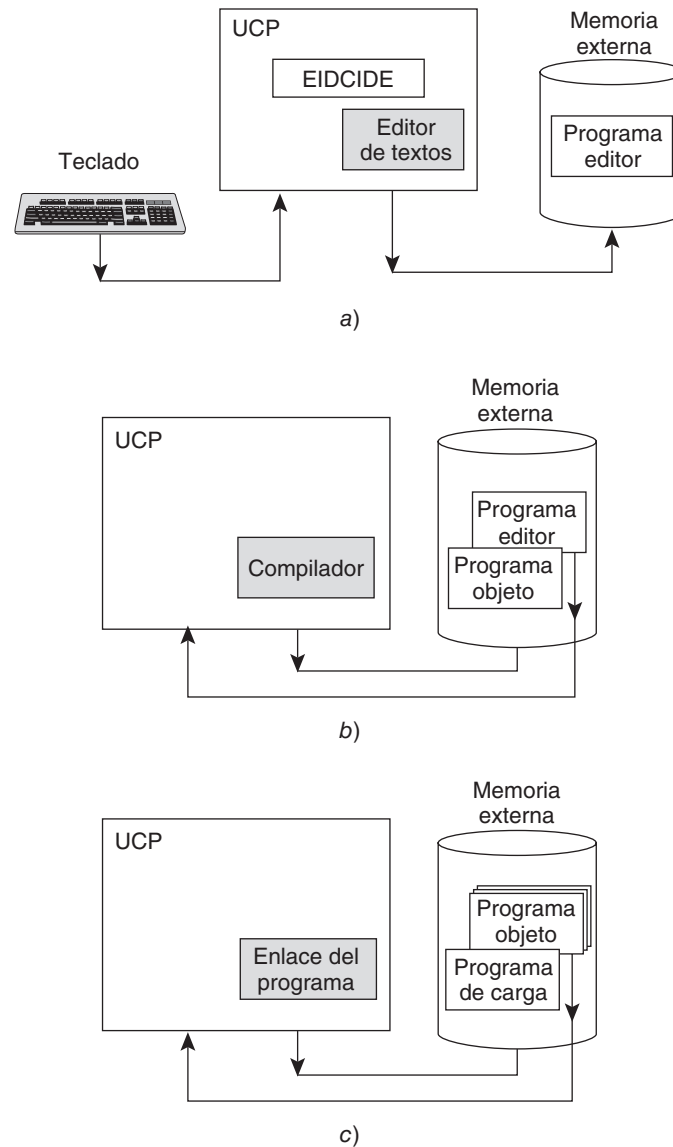 UCP
Memoria
externa
EIDCIDE
Editor
de textos
Programa
editor
Teclado
a)
Memoria
externa
UCP
Programa
editor
Compilador
Programa
objeto
b)
Memoria
externa
UCP
Programa
objeto
Enlace del
programa
Programa
de carga
c)